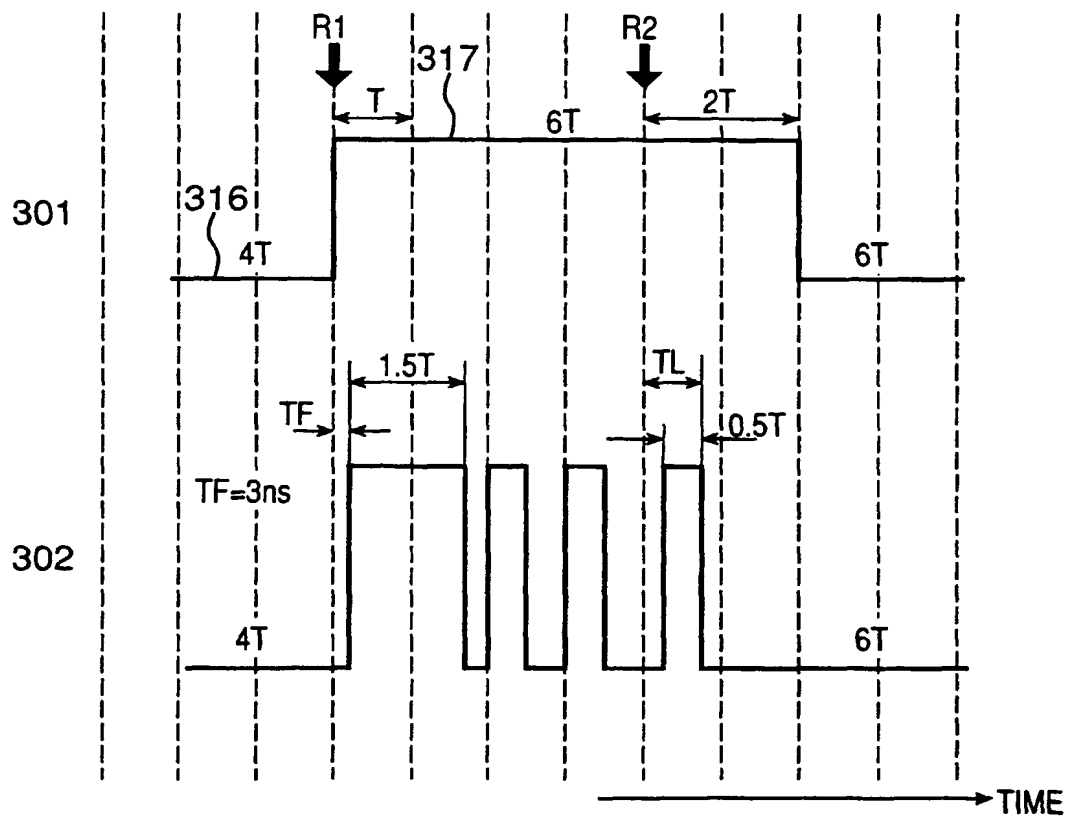 R1
R2
317
T
2T
6T
316
301
4T
6T
1.5T
TL
TF
0.5T
TF=3ns
302
4T
6T
TIME